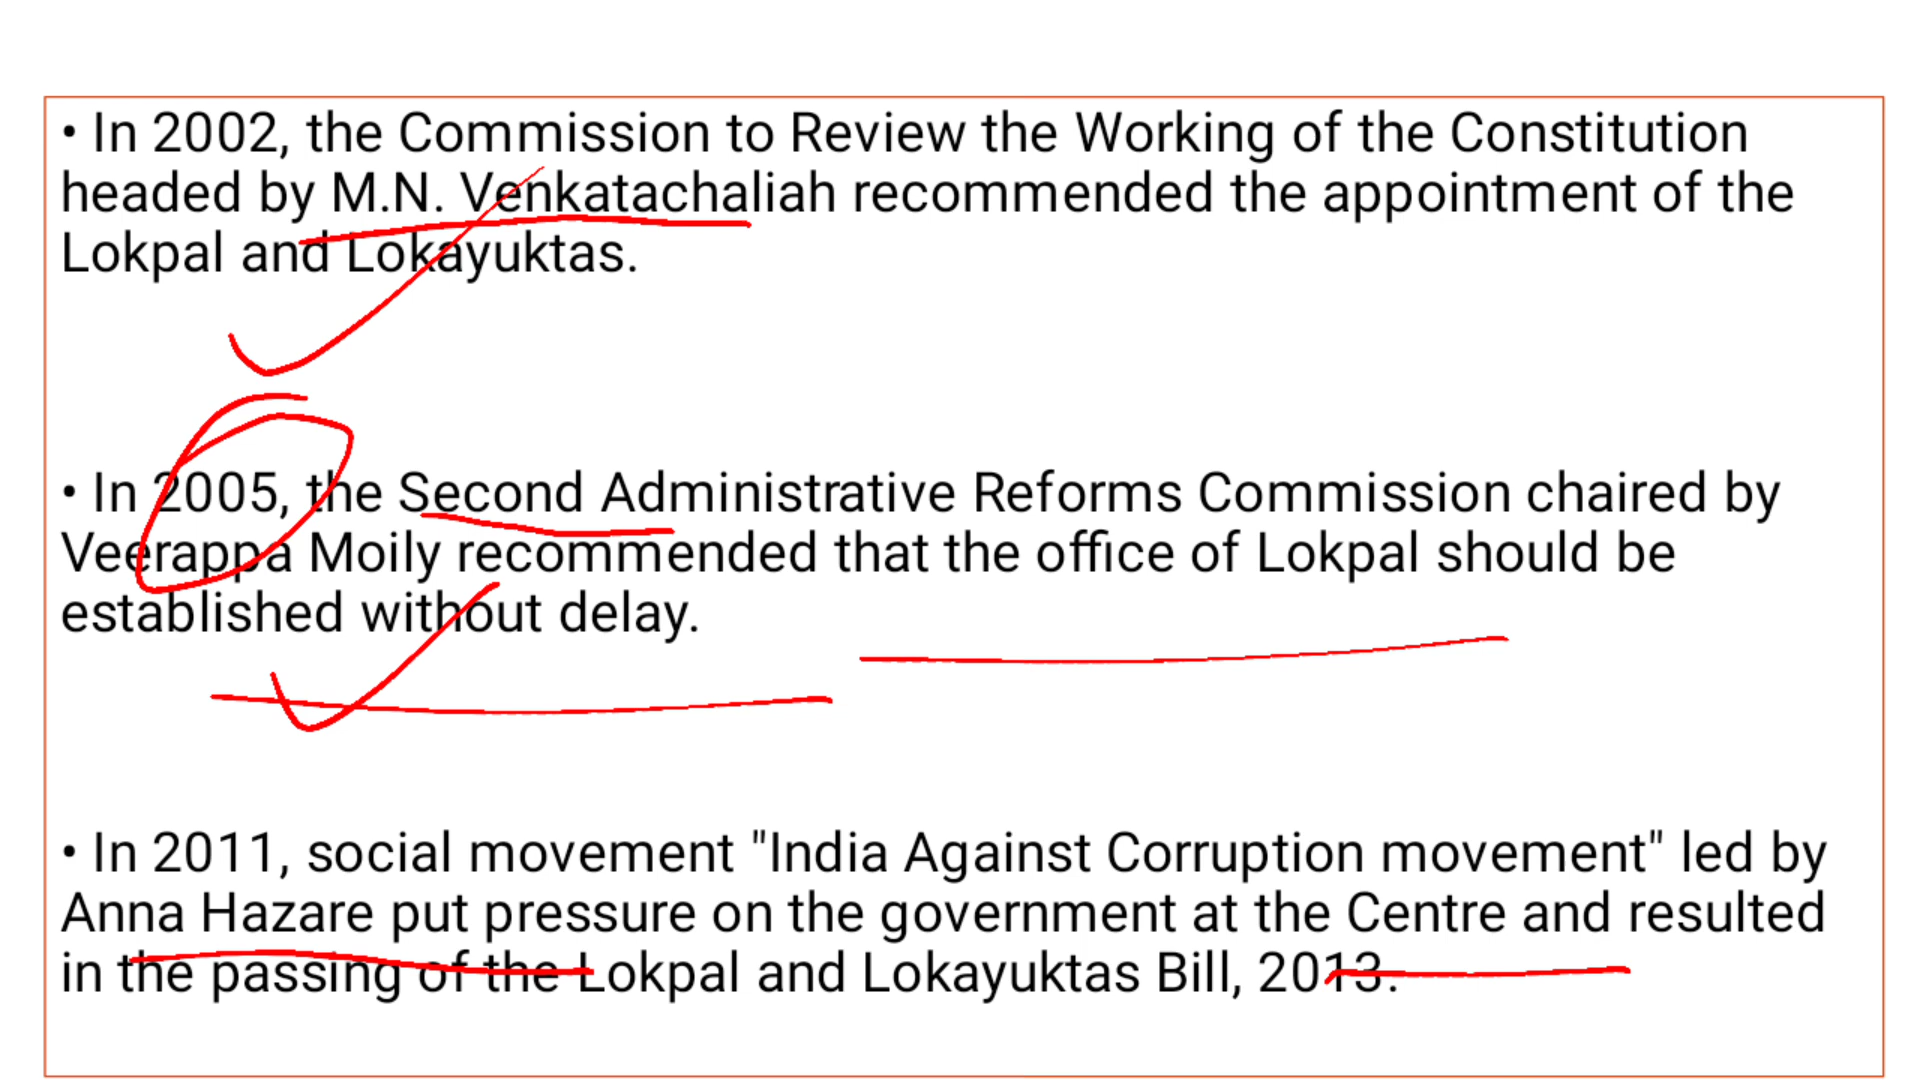 • In 2002, the Commission to Review the Working of the Constitution
headed by M.N. Venkatachaliah recommended the appointment of the
Lokpal and Lokayuktas.
• In 2005, the Second Administrative Reforms Commission chaired by
Veerappa Moily recommended that the office of Lokpal should be
established without delay.
• In 2011, social movement "India Against Corruption movement" led by
Anna Hazare put pressure on the government at the Centre and resulted
in the passing of the Lokpal and Lokayuktas Bill, 2013.